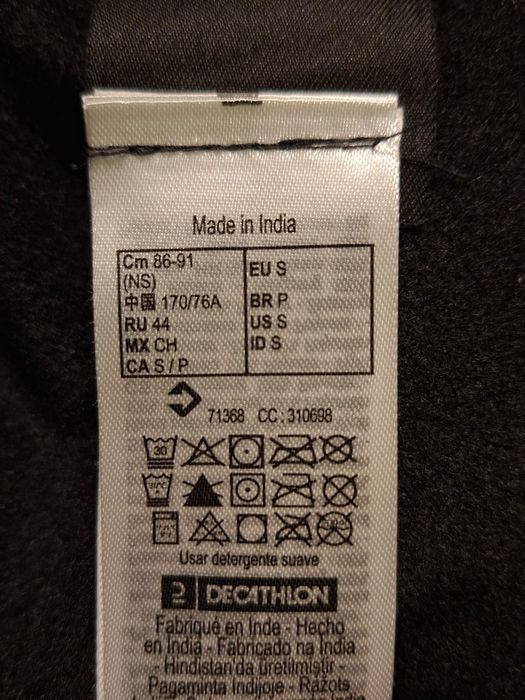 Made in India
Cm 86-91
(NS)
中国 170/76A
RU 44
MX CH
CA S / P
EU S
BR P
US S
ID S
71368 CC : 310698
30
30°C
Usar detergente suave
DECATHLON
Fabriqué en Inde - Hecho
en India - Fabricado na India
- Hindistan'da üretilmiştir -
Pagaminta Indijoje - Ražots